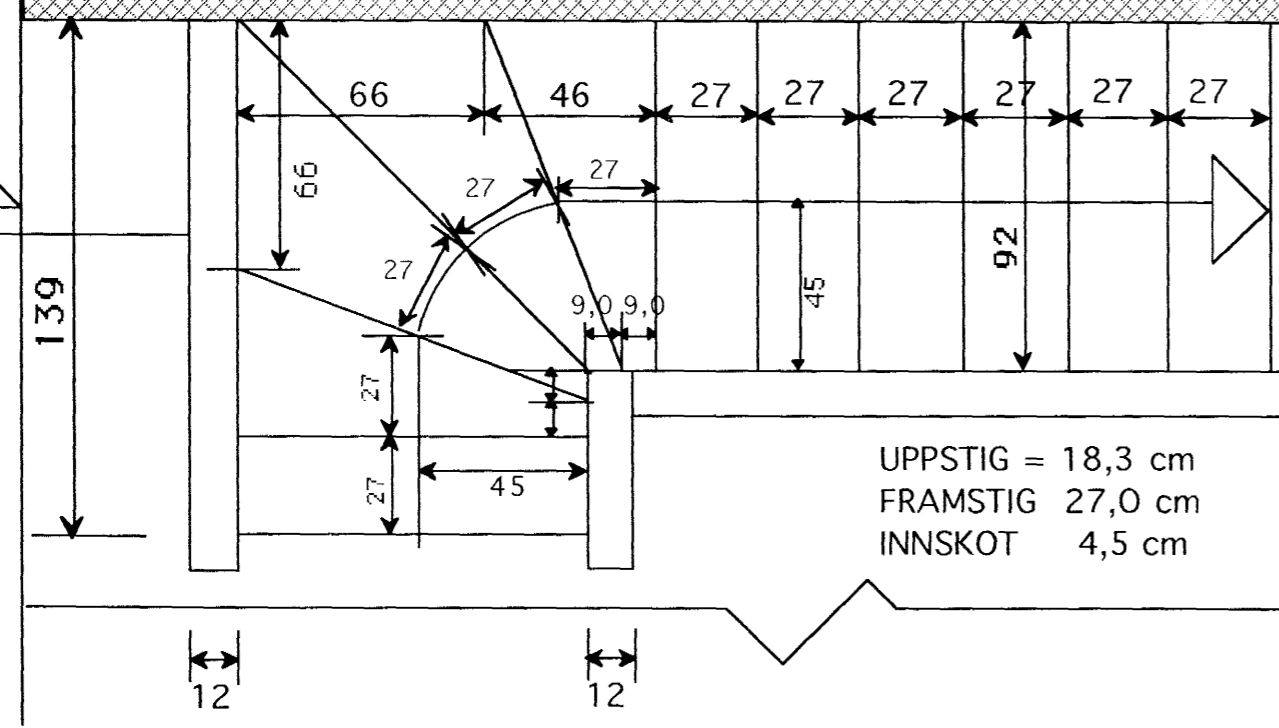 66 46 27 27 27 27 27 27
66
27 27
139
27
92
45
9,0 9,0
27
45
27
UPPSTIG = 18,3 cm
FRAMSTIG 27,0 cm
INNSKOT 4,5 cm
12 12